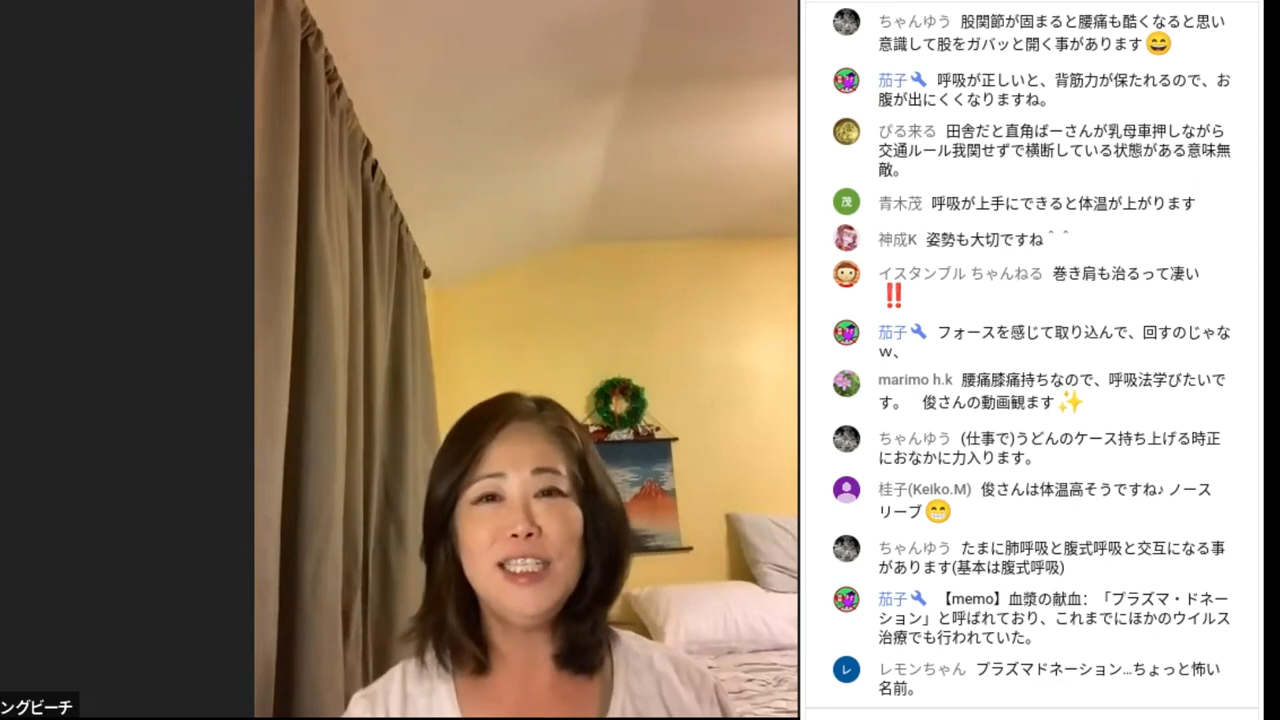 ちゃんゆう 股関節が固まると腰痛も酷くなると思い
意識して股をガバッと開く事があります😄
茄子🔧 呼吸が正しいと、背筋力が保たれるので、お
腹が出にくくなりますね。
ぴる来る 田舎だと直角ばーさんが乳母車押しながら
交通ルール我関せずで横断している状態がある意味無
敵。
茂
青木茂 呼吸が上手にできると体温が上がります
神成K 姿勢も大切ですね＾＾
イスタンブル ちゃんねる 巻き肩も治るって凄い
‼️
茄子🔧 フォースを感じて取り込んで、回すのじゃな
w、
marimo h.k 腰痛膝痛持ちなので、呼吸法学びたいで
す。 俊さんの動画観ます✨
ちゃんゆう (仕事で)うどんのケース持ち上げる時正
におなかに力入ります。
桂子(Keiko.M) 俊さんは体温高そうですね♪ ノース
リーブ😁
ちゃんゆう たまに肺呼吸と腹式呼吸と交互になる事
があります(基本は腹式呼吸)
茄子🔧 【memo】血漿の献血：「プラズマ・ドネー
ション」と呼ばれており、これまでにほかのウイルス
治療でも行われていた。
レ
レモンちゃん プラズマドネーション…ちょっと怖い
名前。
ングビーチ